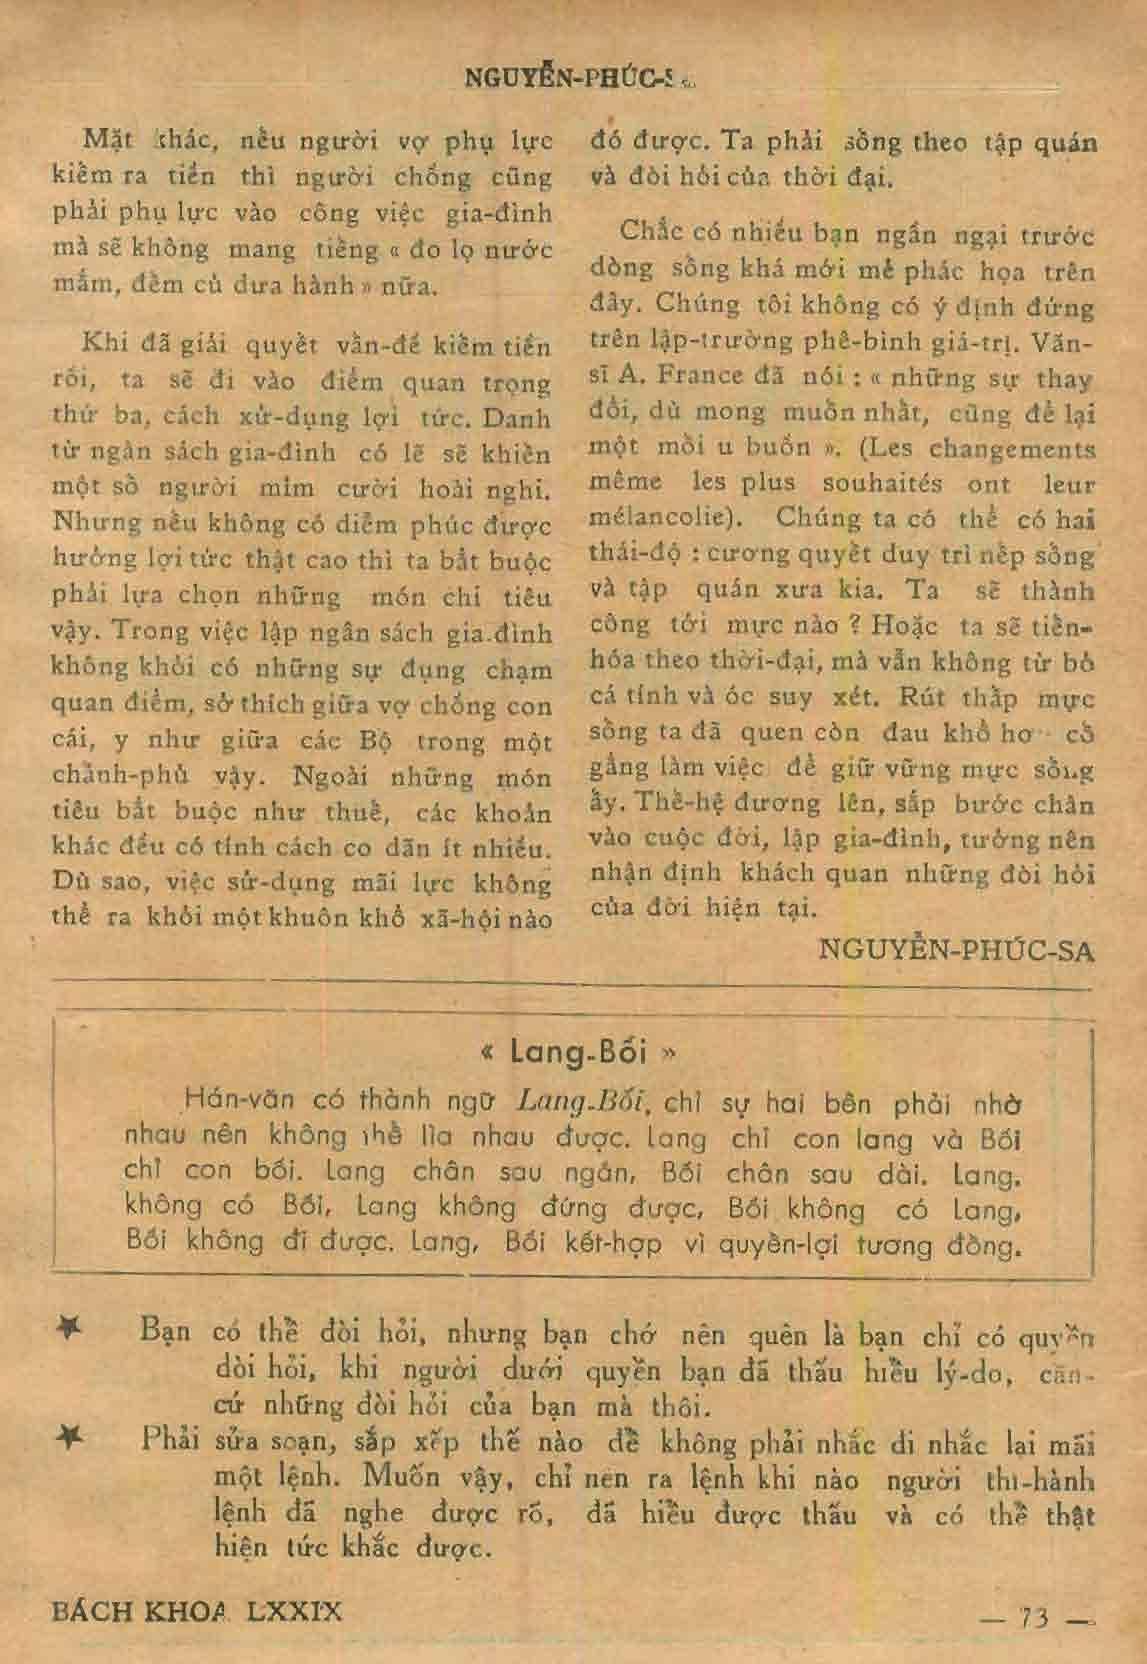 NGUYỄN-PHÚC-S
Mặt khác, nếu người vợ phụ lực
kiếm ra tiền thì người chồng cũng
phải phụ lực vào công việc gia-đình
mà sẽ không mang tiếng « đo lọ nước
mắm, đếm củ dưa hành » nữa.
Khi đã giải quyết vấn-đề kiếm tiền
rồi, ta sẽ đi vào điểm quan trọng
thứ ba, cách xử-dụng lợi tức. Danh
từ ngân sách gia-đình có lẽ sẽ khiến
một số người mỉm cười hoài nghi.
Nhưng nếu không có diễm phúc được
hưởng lợi tức thật cao thì ta bắt buộc
phải lựa chọn những món chi tiêu
vậy. Trong việc lập ngân sách gia.đình
không khỏi có những sự đụng chạm
quan điểm, sở thích giữa vợ chồng con
cái, y như giữa các Bộ trong một
chánh-phủ vậy. Ngoài những món
tiêu bắt buộc như thuế, các khoản
khác đều có tính cách co dãn ít nhiều.
Dù sao, việc sử-dụng mãi lực không
thể ra khỏi một khuôn khổ xã-hội nào
đó được. Ta phải sống theo tập quán
và đòi hỏi của thời đại.
Chắc có nhiều bạn ngần ngại trước
dòng sống khá mới mẻ phác họa trên
đây. Chúng tôi không có ý định đứng
trên lập-trường phê-bình giá-trị. Văn-
sĩ A. France đã nói : « những sự thay
đổi, dù mong muốn nhất, cũng để lại
một mối u buồn ». (Les changements
même les plus souhaités ont leur
mélancolie). Chúng ta có thể có hai
thái-độ : cương quyết duy trì nếp sống
và tập quán xưa kia. Ta sẽ thành
công tới mực nào ? Hoặc ta sẽ tiến-
hóa theo thời-đại, mà vẫn không từ bỏ
cá tính và óc suy xét. Rút thấp mực
sống ta đã quen còn đau khổ hơ cố
gắng làm việc để giữ vững mực sống
ấy. Thế-hệ đương lên, sắp bước chân
vào cuộc đời, lập gia-đình, tưởng nên
nhận định khách quan những đòi hỏi
của đời hiện tại.
NGUYỄN-PHÚC-SA
« Lang-Bối »
Hán-văn có thành ngữ Lang-Bối, chỉ sự hai bên phải nhờ
nhau nên không thể lìa nhau được. Lang chỉ con lang và Bối
chỉ con bối. Lang chân sau ngắn, Bối chân sau dài. Lang.
không có Bối, Lang không đứng được, Bối không có Lang,
Bối không đi được. Lang, Bối kết-hợp vì quyền-lợi tương đồng.
★ Bạn có thể đòi hỏi, nhưng bạn chớ nên quên là bạn chỉ có quyền
đòi hỏi, khi người dưới quyền bạn đã thấu hiểu lý-do, căn-
cứ những đòi hỏi của bạn mà thôi.
★ Phải sửa soạn, sắp xếp thế nào để không phải nhắc đi nhắc lại mãi
một lệnh. Muốn vậy, chỉ nên ra lệnh khi nào người thi-hành
lệnh đã nghe được rõ, đã hiểu được thấu và có thể thật
hiện tức khắc được.
BÁCH KHOA LXXIX
— 73 —